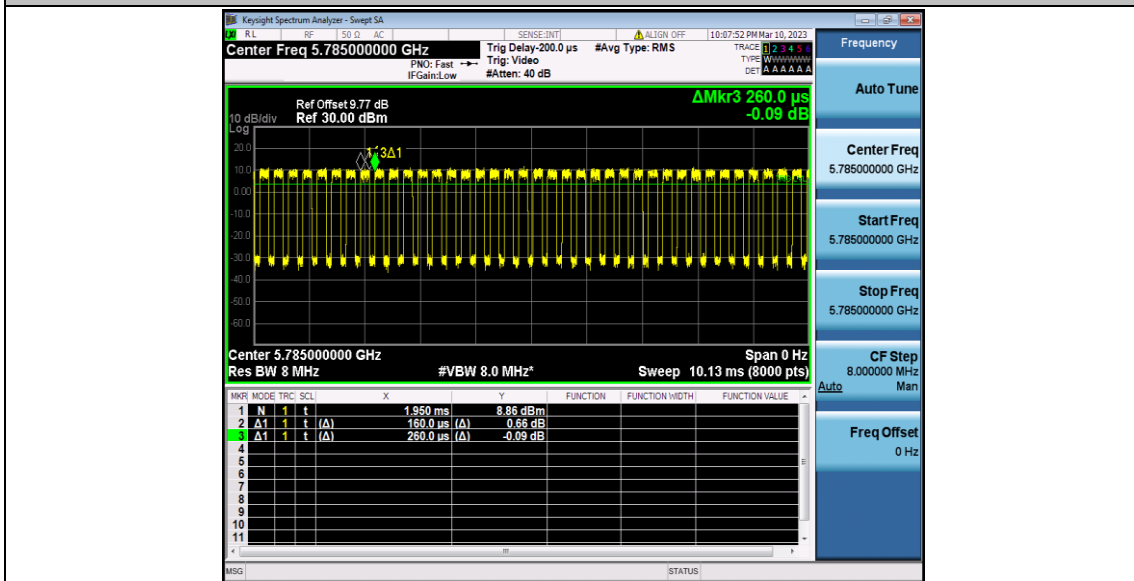 Keysight Spectrum Analyzer - Swept SA
LXI RL RF 50 Ω AC SENSE:INT ALIGN OFF 10:07:52 PM Mar 10, 2023
Center Freq 5.785000000 GHz
Trig Delay-200.0 µs #Avg Type: RMS
TRACE 1 2 3 4 5 6
PNO: Fast Trig: Video
TYPE WWWWWW
IFGain:Low #Atten: 40 dB
DET A A A A A A
ΔMkr3 260.0 µs
-0.09 dB
Ref Offset 9.77 dB
10 dB/div Ref 30.00 dBm
Log
3Δ1
20.0
10.0
0.00
-10.0
-20.0
-30.0
-40.0
-50.0
-60.0
Center 5.785000000 GHz Span 0 Hz
Res BW 8 MHz #VBW 8.0 MHz* Sweep 10.13 ms (8000 pts)
MKR MODE TRC SCL X Y FUNCTION FUNCTION WIDTH FUNCTION VALUE
1 N 1 t 1.950 ms 8.86 dBm
2 Δ1 1 t (Δ) 160.0 µs (Δ) 0.66 dB
3 Δ1 1 t (Δ) 260.0 µs (Δ) -0.09 dB
4
5
6
7
8
9
10
11
MSG STATUS
Frequency
Auto Tune
Center Freq
5.785000000 GHz
Start Freq
5.785000000 GHz
Stop Freq
5.785000000 GHz
CF Step
8.000000 MHz
Auto Man
Freq Offset
0 Hz